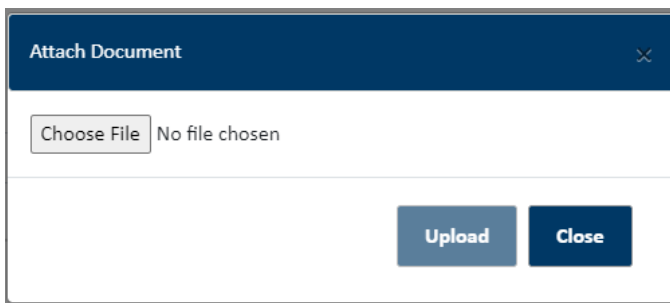 Attach Document ×
Choose File No file chosen
Upload Close